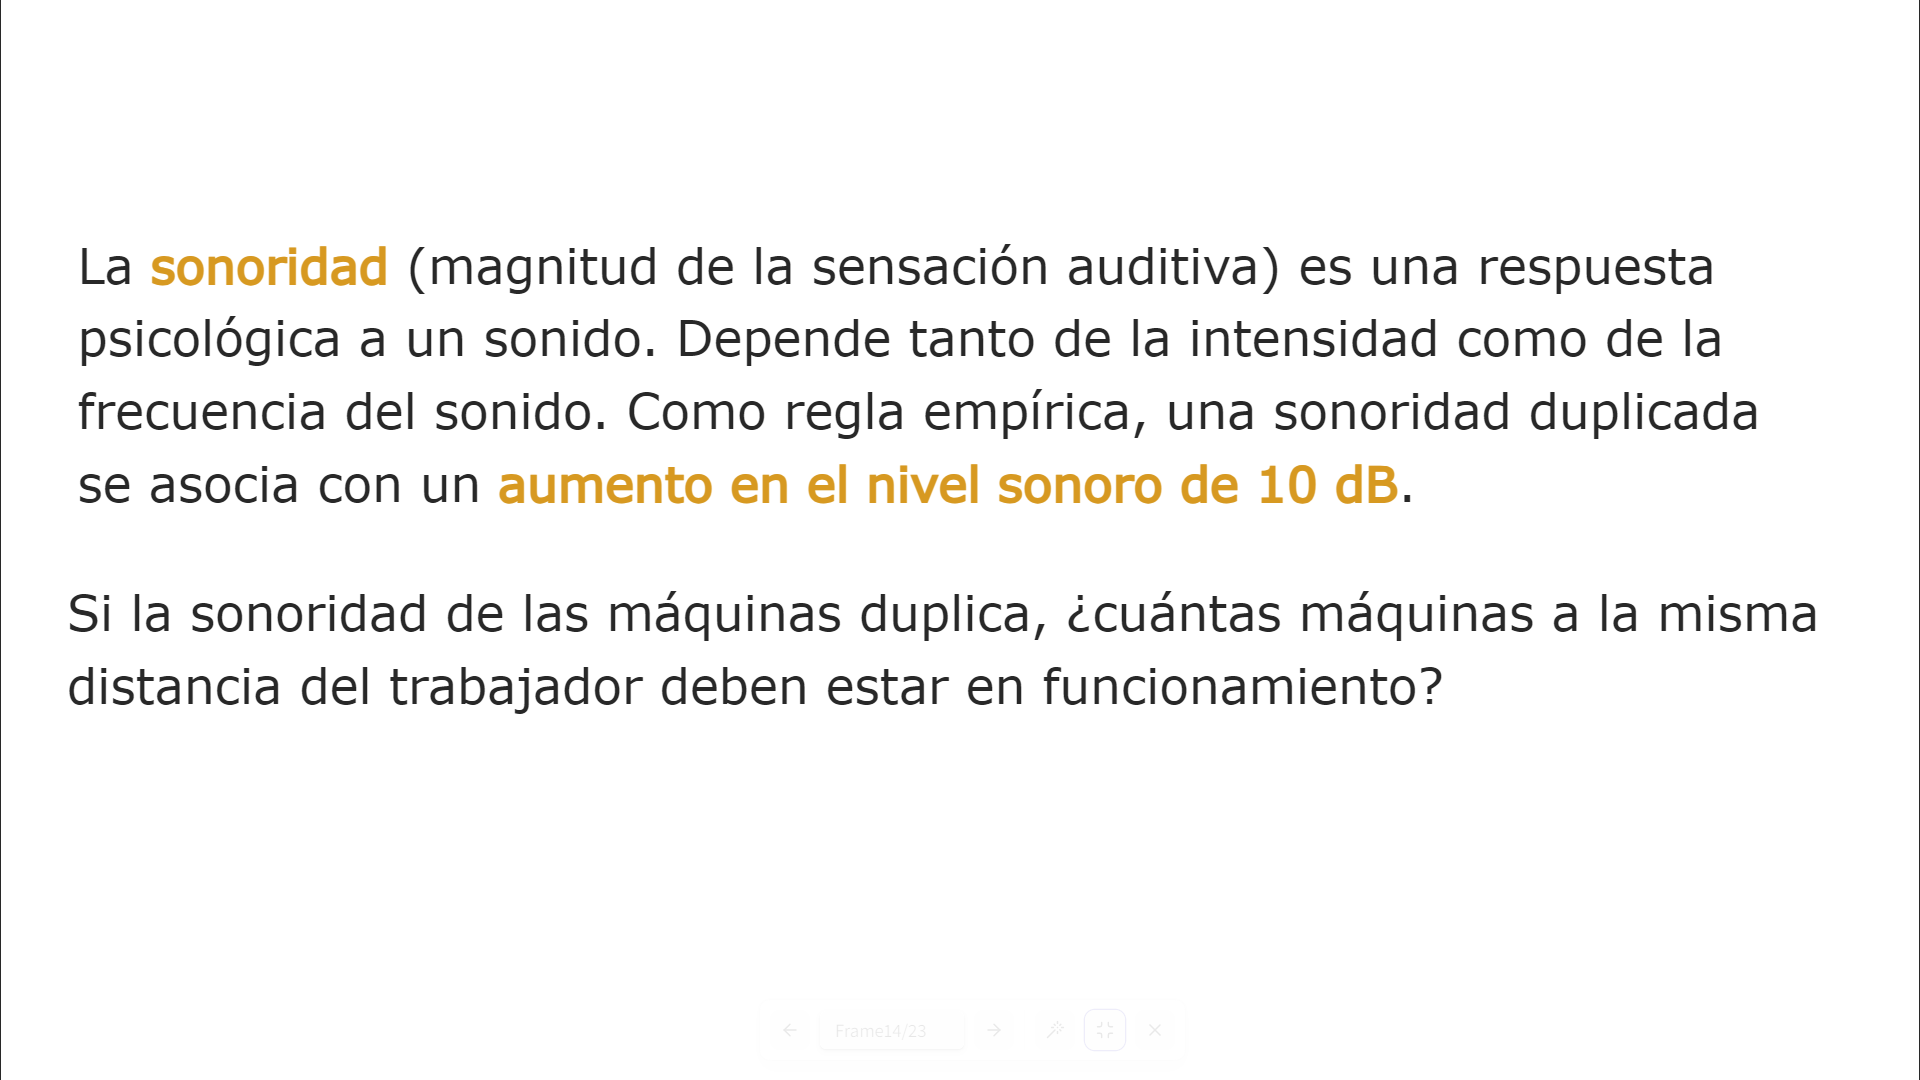 La sonoridad (magnitud de la sensación auditiva) es una respuesta
psicológica a un sonido. Depende tanto de la intensidad como de la
frecuencia del sonido. Como regla empírica, una sonoridad duplicada
se asocia con un aumento en el nivel sonoro de 10 dB.
Si la sonoridad de las máquinas duplica, ¿cuántas máquinas a la misma
distancia del trabajador deben estar en funcionamiento?
Frame14/23